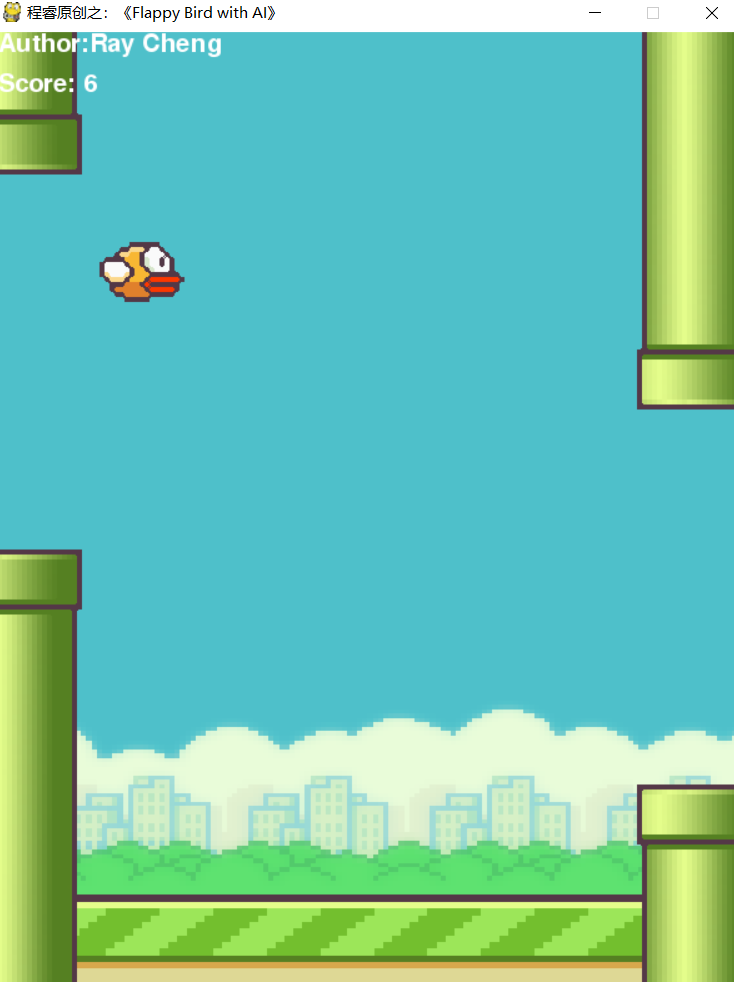 程睿原创之：《Flappy Bird with AI》
Author:Ray Cheng
Score: 6